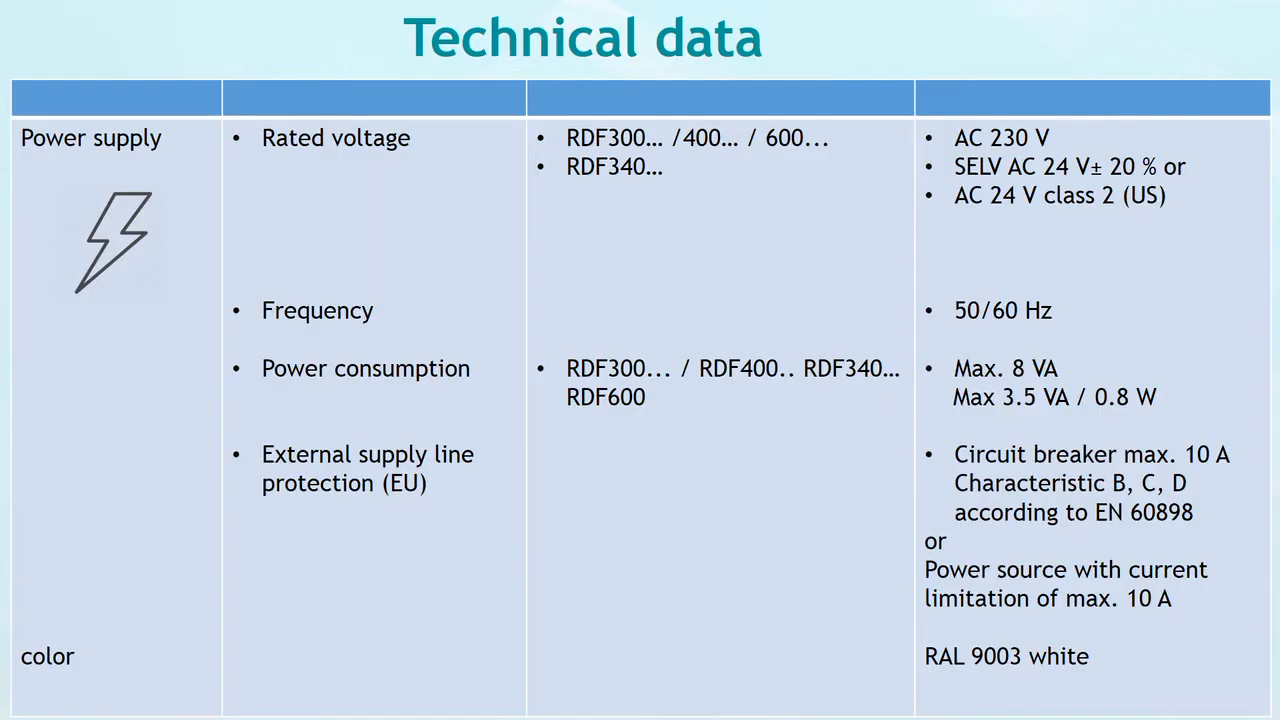 Technical data
Power supply
• Rated voltage
• RDF300… /400… / 600...
• RDF340…
• AC 230 V
• SELV AC 24 V± 20 % or
• AC 24 V class 2 (US)
• Frequency
• 50/60 Hz
• Power consumption
• RDF300... / RDF400.. RDF340…
RDF600
• Max. 8 VA
Max 3.5 VA / 0.8 W
• External supply line
protection (EU)
• Circuit breaker max. 10 A
Characteristic B, C, D
according to EN 60898
or
Power source with current
limitation of max. 10 A
color
RAL 9003 white